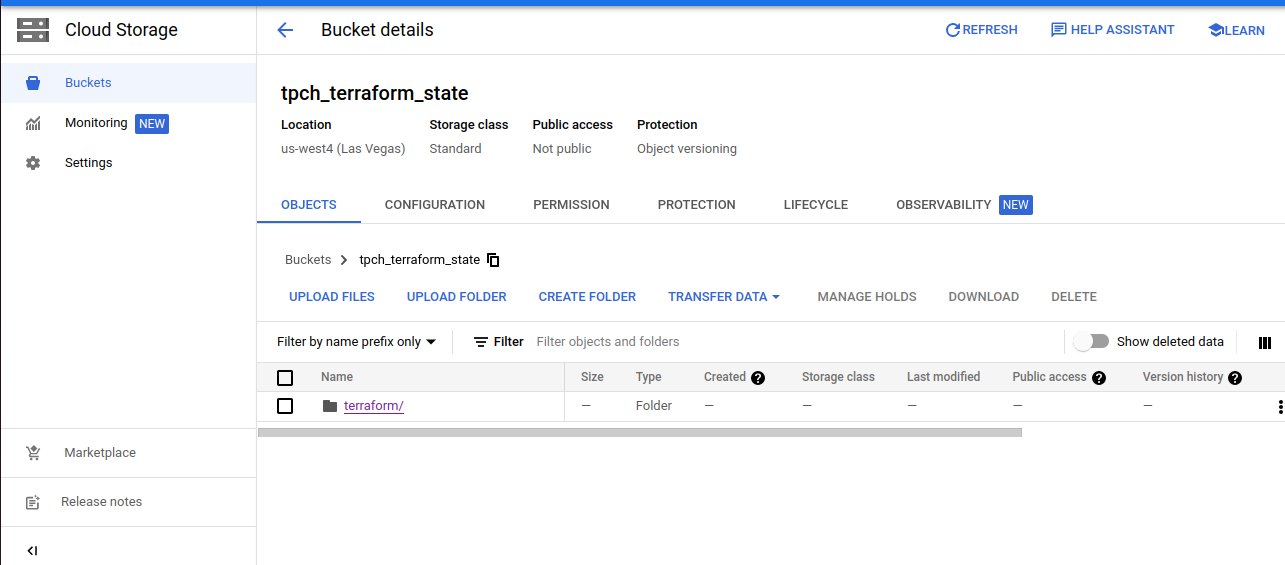 Cloud Storage
Bucket details
REFRESH
HELP ASSISTANT
LEARN
Buckets
Monitoring NEW
Settings
Marketplace
Release notes
tpch_terraform_state
Location Storage class Public access Protection
us-west4 (Las Vegas) Standard Not public Object versioning
OBJECTS CONFIGURATION PERMISSION PROTECTION LIFECYCLE OBSERVABILITY NEW
Buckets > tpch_terraform_state
UPLOAD FILES UPLOAD FOLDER CREATE FOLDER TRANSFER DATA MANAGE HOLDS DOWNLOAD DELETE
Filter by name prefix only Filter Filter objects and folders Show deleted data
Name Size Type Created ? Storage class Last modified Public access ? Version history ?
terraform/ — Folder — — — — —